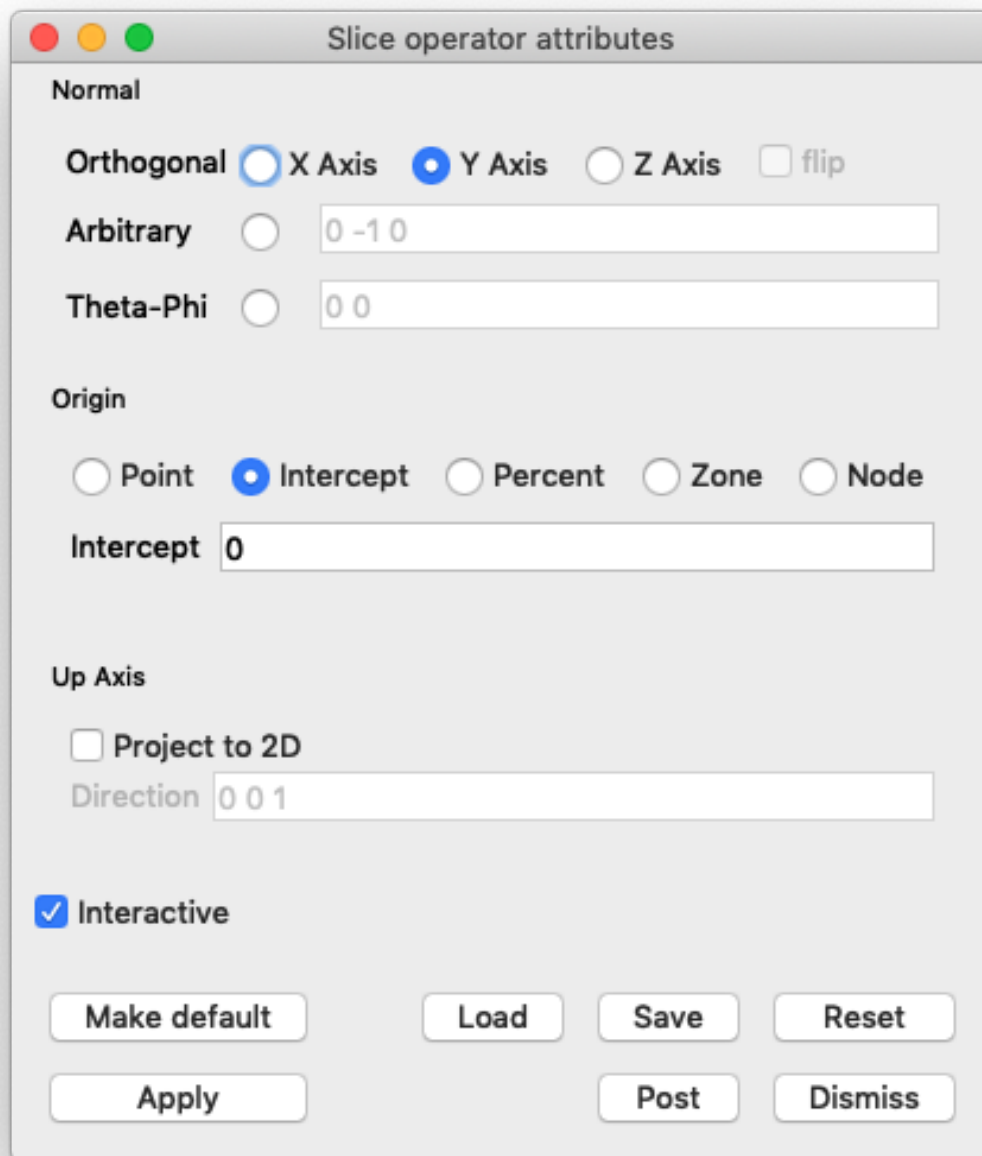 Slice operator attributes
Normal
Orthogonal X Axis Y Axis Z Axis flip
Arbitrary 0 -1 0
Theta-Phi 0 0
Origin
Point Intercept Percent Zone Node
Intercept 0
Up Axis
Project to 2D
Direction 0 0 1
Interactive
Make default Load Save Reset
Apply Post Dismiss